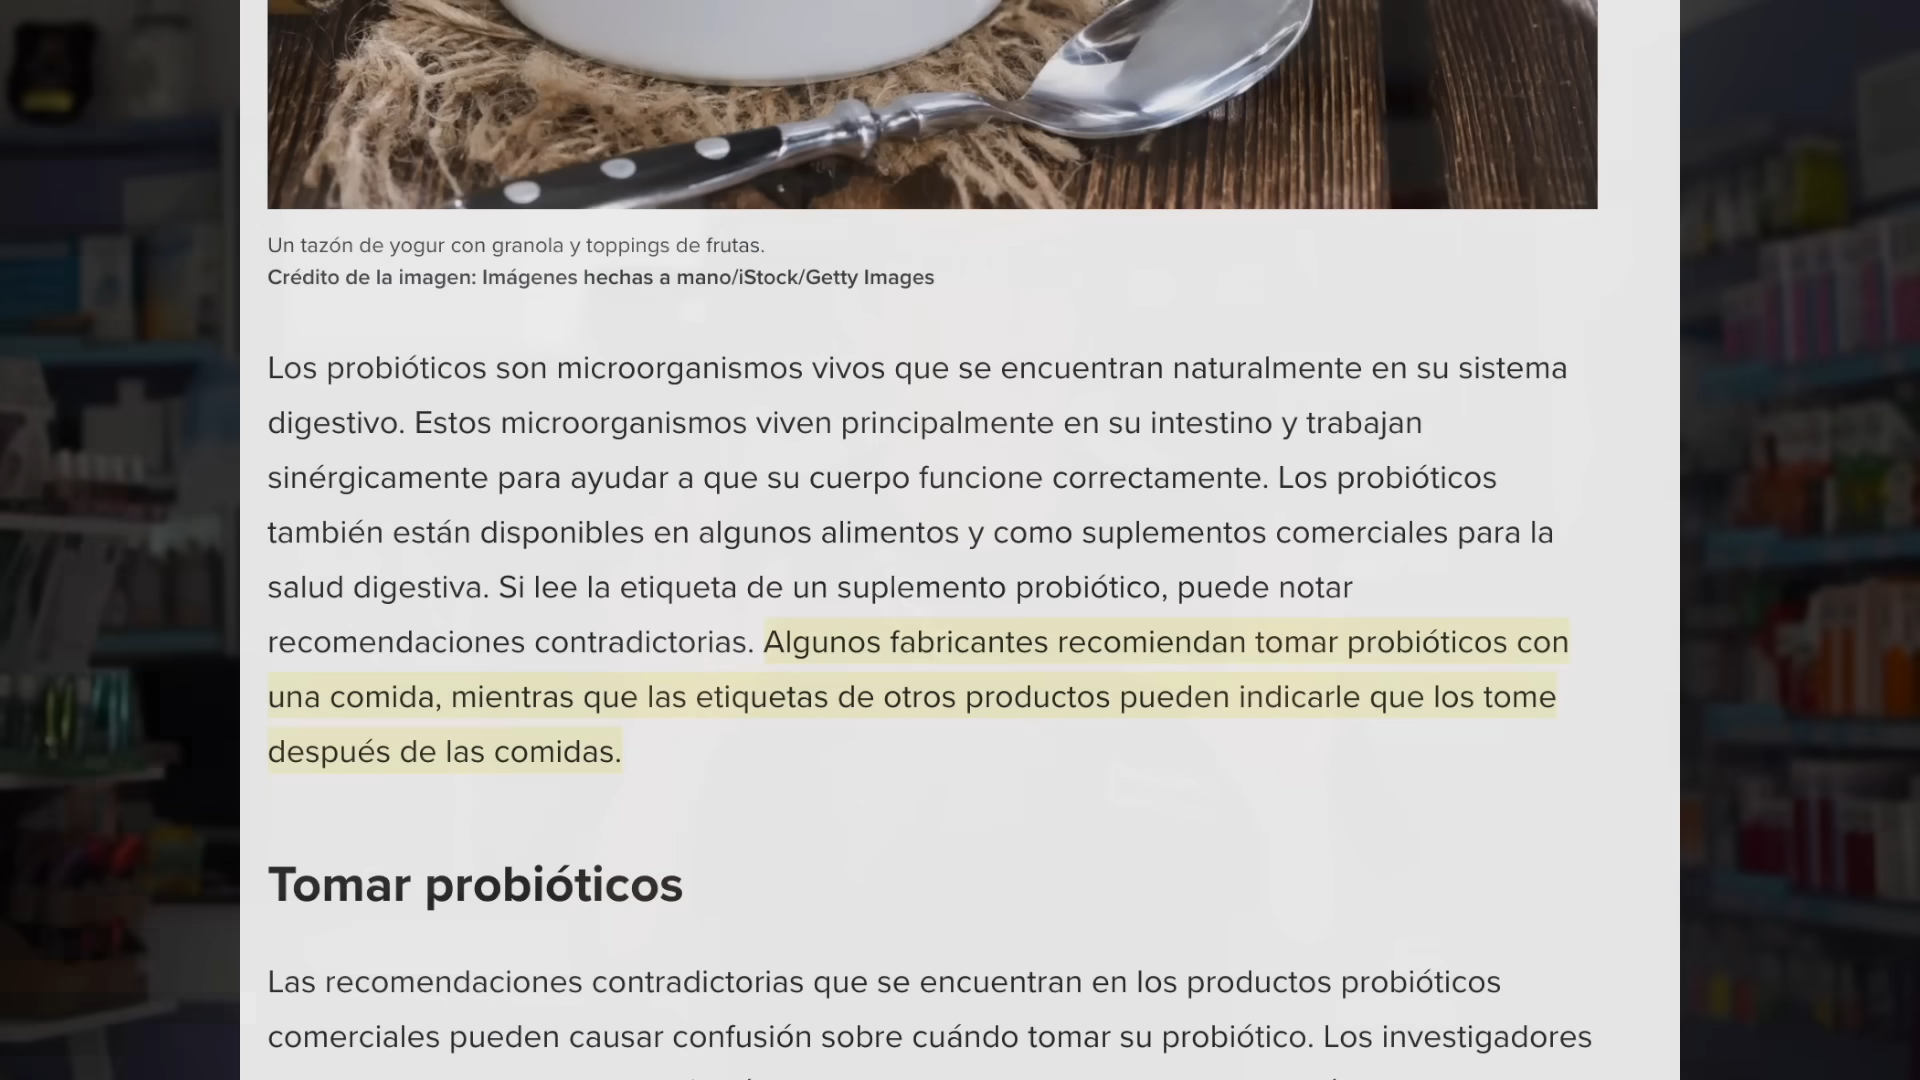 Un tazón de yogur con granola y toppings de frutas.
Crédito de la imagen: Imágenes hechas a mano/iStock/Getty Images
Los probióticos son microorganismos vivos que se encuentran naturalmente en su sistema
digestivo. Estos microorganismos viven principalmente en su intestino y trabajan
sinérgicamente para ayudar a que su cuerpo funcione correctamente. Los probióticos
también están disponibles en algunos alimentos y como suplementos comerciales para la
salud digestiva. Si lee la etiqueta de un suplemento probiótico, puede notar
recomendaciones contradictorias. Algunos fabricantes recomiendan tomar probióticos con
una comida, mientras que las etiquetas de otros productos pueden indicarle que los tome
después de las comidas.
Tomar probióticos
Las recomendaciones contradictorias que se encuentran en los productos probióticos
comerciales pueden causar confusión sobre cuándo tomar su probiótico. Los investigadores